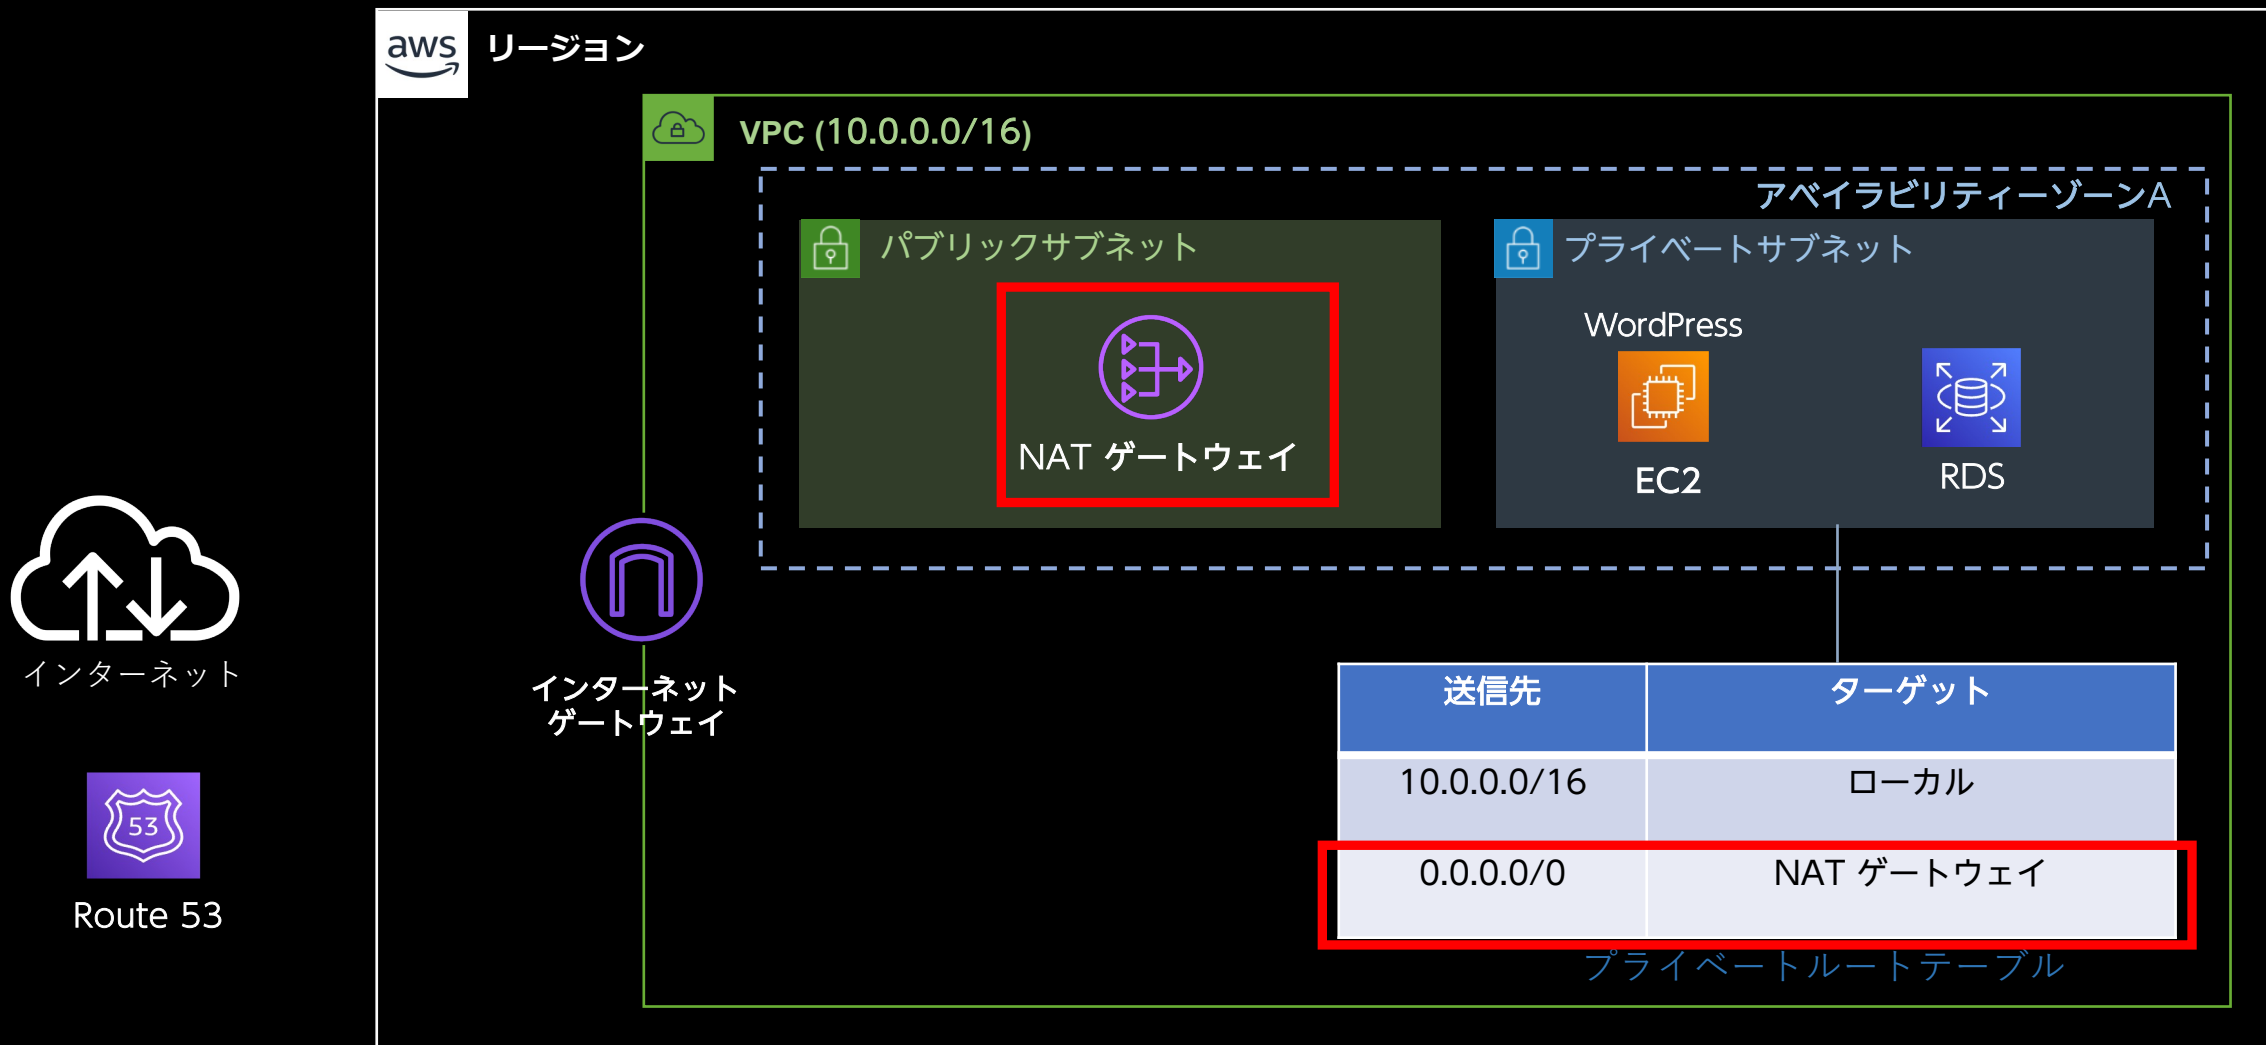 aws
リージョン
VPC (10.0.0.0/16)
アベイラビリティーゾーンA
パブリックサブネット
プライベートサブネット
WordPress
NAT ゲートウェイ
EC2
RDS
インターネット
インターネット
ゲートウェイ
送信先 ターゲット
10.0.0.0/16 ローカル
0.0.0.0/0 NAT ゲートウェイ
プライベートルートテーブル
53
Route 53